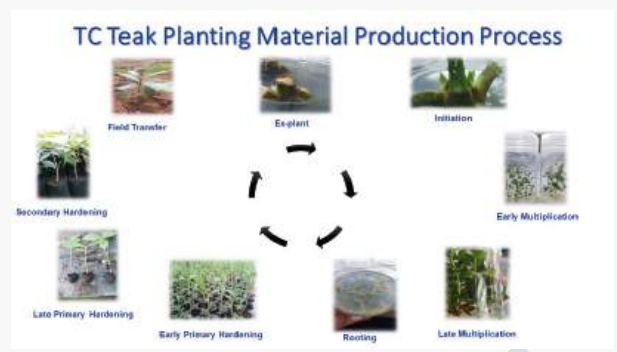 TC Teak Planting Material Production Process
Field Transfer
Ex-plant
Initiation
Secondary Hardening
Early Multiplication
Late Primary Hardening
Early Primary Hardening
Rooting
Late Multiplication